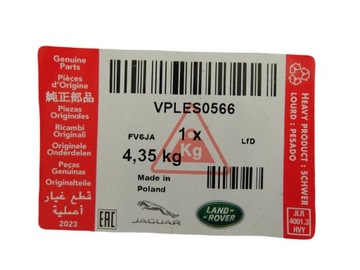 Genuine
Parts
Pièces
d'Origine
純正部品
Piezas
Originales
Ricambi
Originali
Originele
Onderdelen
Peças
Genuinas
Originalteile
قطع غيار
أصلية
2023
VPLES0566
FV6JA
1 x
LfD
Kg
4,35 kg
Made in
Poland
EAC
JAGUAR
LAND-
ROVER
HEAVY PRODUCT : SCHWER
LOURD : PESADO
JLR
4001.3
HVY